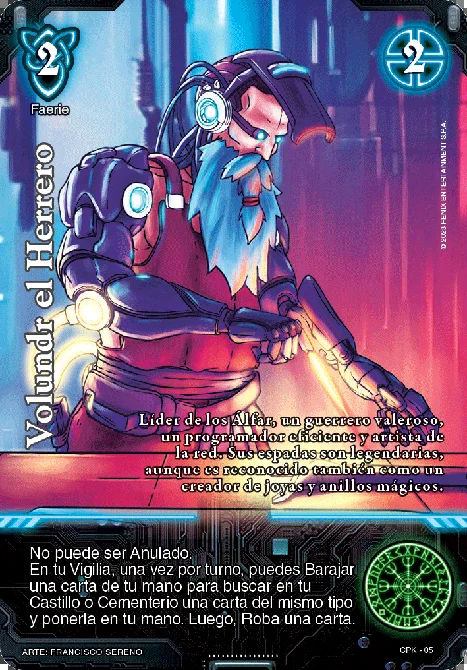 2
2
Faerie
Volundr el Herrero
© 2023 FENIX ENTERTAINMENT S.P.A.
Líder de los Álfar, un guerrero valeroso,
un programador eficiente y artista de
la red. Sus espadas son legendarias,
aunque es reconocido también como un
creador de joyas y anillos mágicos.
No puede ser Anulado.
En tu Vigilia, una vez por turno, puedes Barajar
una carta de tu mano para buscar en tu
Castillo o Cementerio una carta del mismo tipo
y ponerla en tu mano. Luego, Roba una carta.
ARTE: FRANCISCO SERENO
CPK - 05